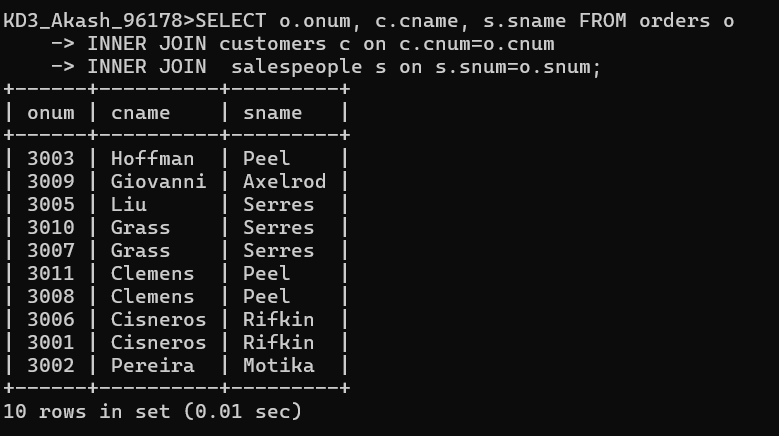 KD3_Akash_96178>SELECT o.onum, c.cname, s.sname FROM orders o
    -> INNER JOIN customers c on c.cnum=o.cnum
    -> INNER JOIN  salespeople s on s.snum=o.snum;
+------+----------+---------+
| onum | cname    | sname   |
+------+----------+---------+
| 3003 | Hoffman  | Peel    |
| 3009 | Giovanni | Axelrod |
| 3005 | Liu      | Serres  |
| 3010 | Grass    | Serres  |
| 3007 | Grass    | Serres  |
| 3011 | Clemens  | Peel    |
| 3008 | Clemens  | Peel    |
| 3006 | Cisneros | Rifkin  |
| 3001 | Cisneros | Rifkin  |
| 3002 | Pereira  | Motika  |
+------+----------+---------+
10 rows in set (0.01 sec)